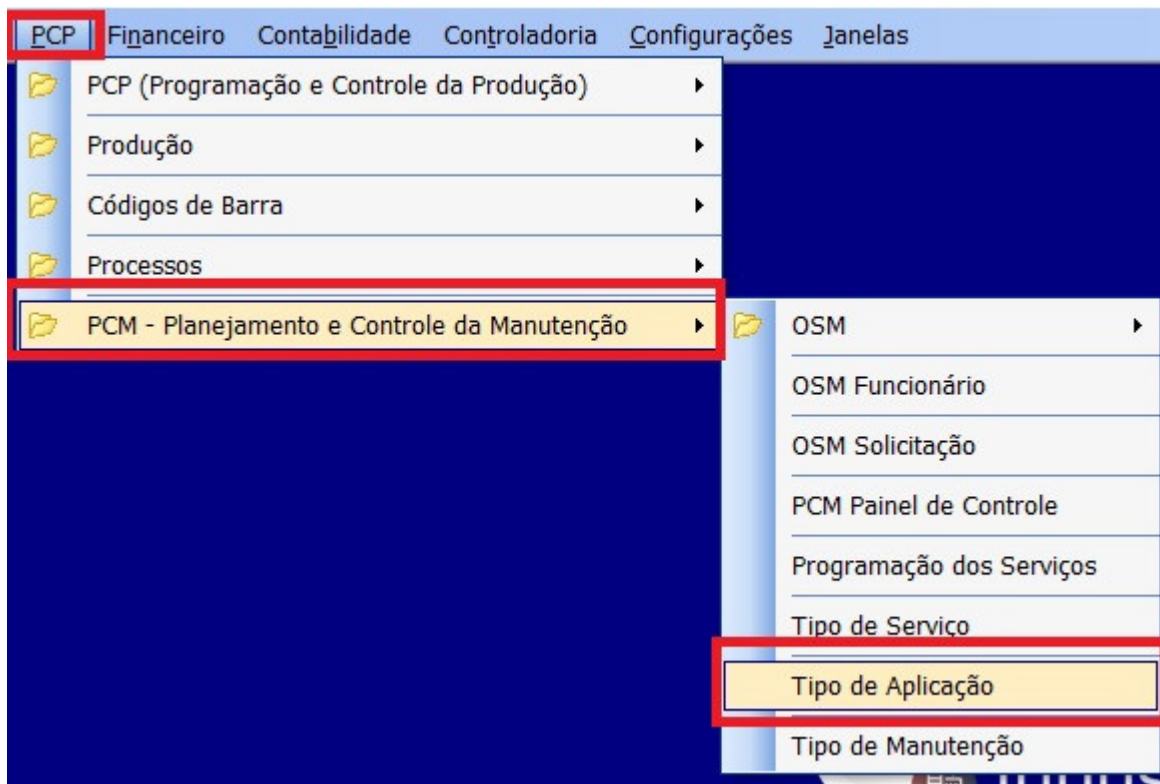 PCP Financeiro Contabilidade Controladoria Configurações Janelas
PCP (Programação e Controle da Produção)
Produção
Códigos de Barra
Processos
PCM - Planejamento e Controle da Manutenção
OSM
OSM Funcionário
OSM Solicitação
PCM Painel de Controle
Programação dos Serviços
Tipo de Serviço
Tipo de Aplicação
Tipo de Manutenção